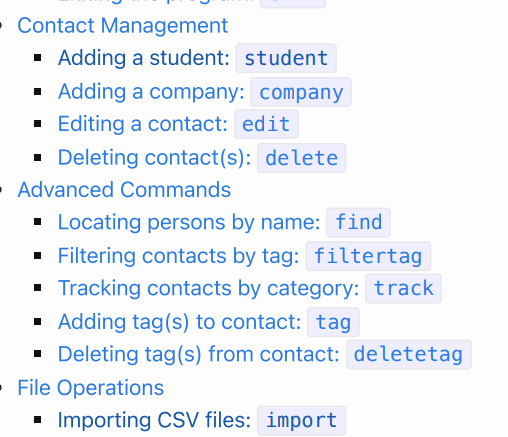 Contact Management
Adding a student: student
Adding a company: company
Editing a contact: edit
Deleting contact(s): delete
Advanced Commands
Locating persons by name: find
Filtering contacts by tag: filtertag
Tracking contacts by category: track
Adding tag(s) to contact: tag
Deleting tag(s) from contact: deletetag
File Operations
Importing CSV files: import